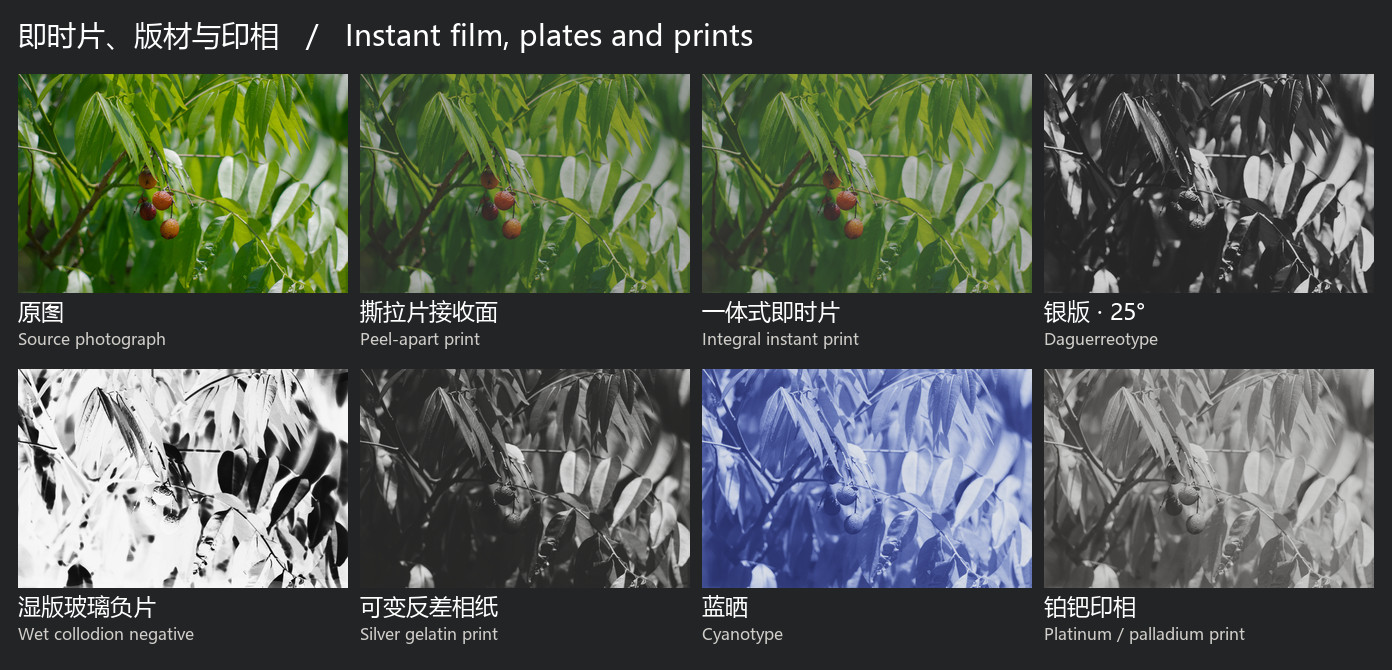 即时片、版材与印相 / Instant film, plates and prints
原图
Source photograph
撕拉片接收面
Peel-apart print
一体式即时片
Integral instant print
银版 · 25°
Daguerreotype
湿版玻璃负片
Wet collodion negative
可变反差相纸
Silver gelatin print
蓝晒
Cyanotype
铂钯印相
Platinum / palladium print